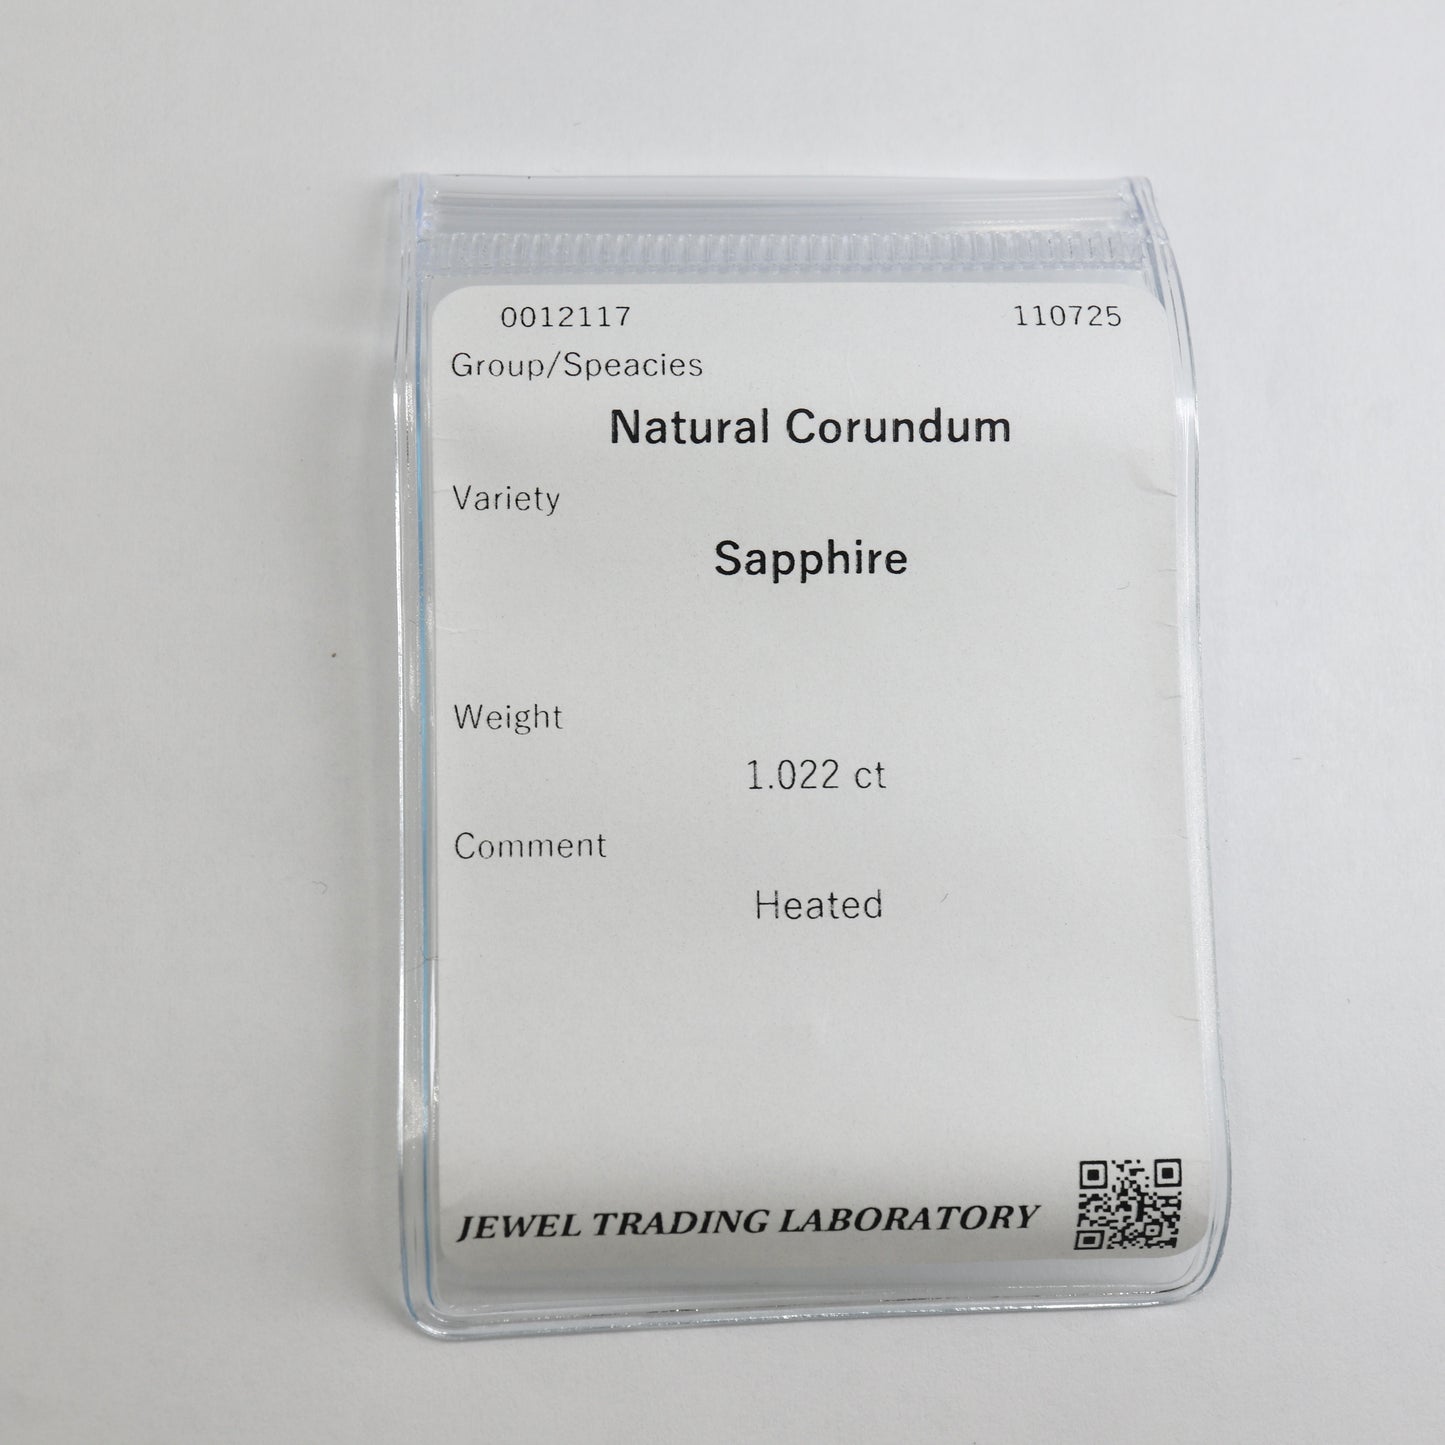 0012117 110725
Group/Speacies
Natural Corundum
Variety
Sapphire
Weight
1.022 ct
Comment
Heated
JEWEL TRADING LABORATORY